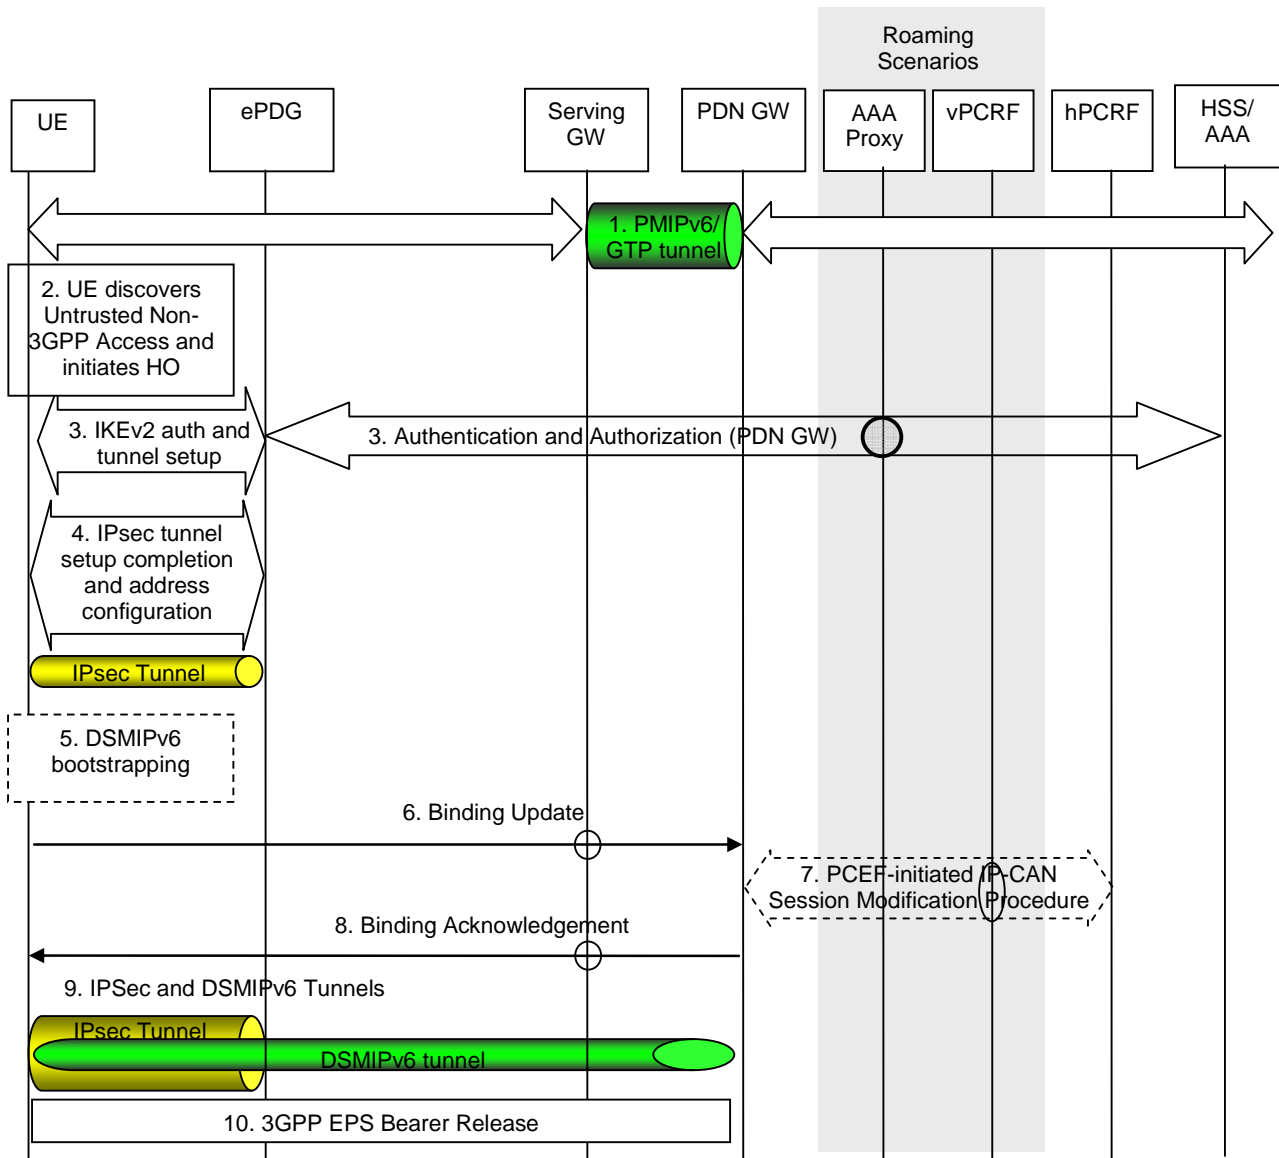 Roaming
Scenarios
UE
ePDG
Serving
GW
PDN GW
AAA
Proxy
vPCRF
hPCRF
HSS/
AAA
1. PMIPv6/
GTP tunnel
2. UE discovers
Untrusted Non-
3GPP Access and
initiates HO
3. IKEv2 auth and
tunnel setup
3. Authentication and Authorization (PDN GW)
4. IPsec tunnel
setup completion
and address
configuration
IPsec Tunnel
5. DSMIPv6
bootstrapping
6. Binding Update
7. PCEF-initiated IP-CAN
Session Modification Procedure
8. Binding Acknowledgement
9. IPSec and DSMIPv6 Tunnels
IPsec Tunnel
DSMIPv6 tunnel
10. 3GPP EPS Bearer Release